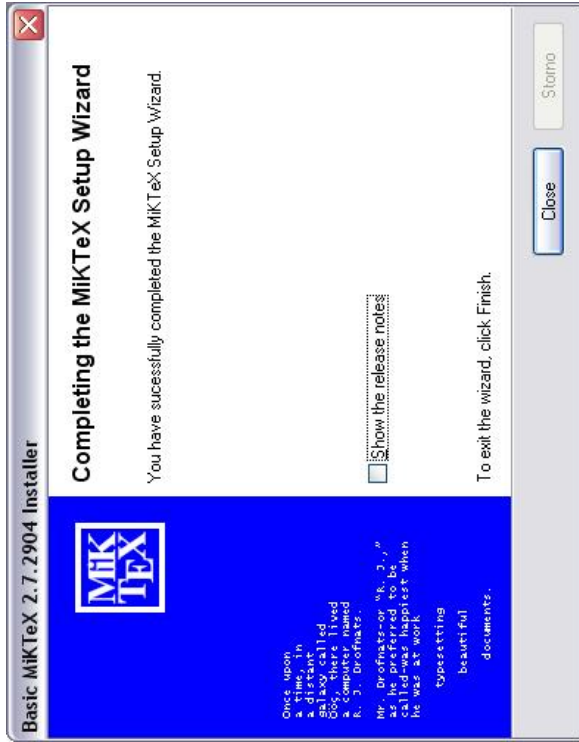 Basic MiKTeX 2.7.2904 Installer
MiK
TEX
Once upon
a time, in
a distant
galaxy called
Ööç, there lived
a computer named
R. J. Drofnats.
Mr. Drofnats-or “R. J.,”
as he preferred to be
called-was happiest when
he was at work
typesetting
beautiful
documents.
Completing the MiKTeX Setup Wizard
You have sucessfully completed the MiKTeX Setup Wizard.
Show the release notes
To exit the wizard, click Finish.
Close
Storno